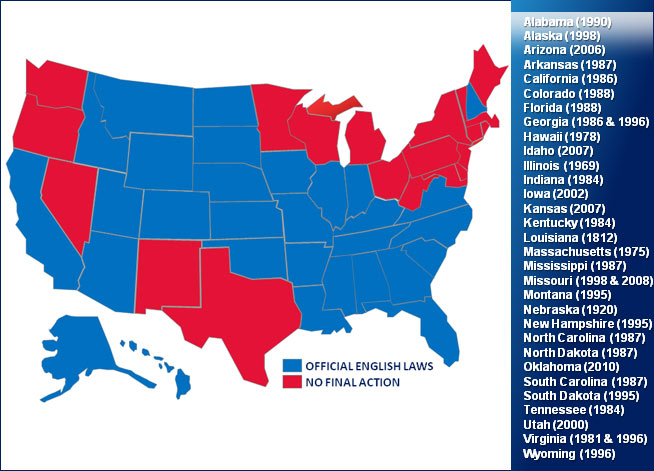 OFFICIAL ENGLISH LAWS
NO FINAL ACTION
Alabama (1990)
Alaska (1998)
Arizona (2006)
Arkansas (1987)
California (1986)
Colorado (1988)
Florida (1988)
Georgia (1986 & 1996)
Hawaii (1978)
Idaho (2007)
Illinois (1969)
Indiana (1984)
Iowa (2002)
Kansas (2007)
Kentucky (1984)
Louisiana (1812)
Massachusetts (1975)
Mississippi (1987)
Missouri (1998 & 2008)
Montana (1995)
Nebraska (1920)
New Hampshire (1995)
North Carolina (1987)
North Dakota (1987)
Oklahoma (2010)
South Carolina (1987)
South Dakota (1995)
Tennessee (1984)
Utah (2000)
Virginia (1981 & 1996)
Wyoming (1996)